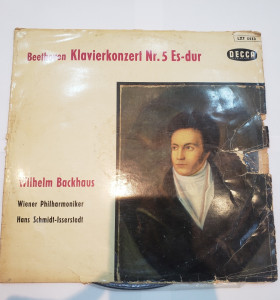 Beethoven Klavierkonzert Nr. 5 Es-dur
DECCA
Wilhelm Backhaus
Wiener Philharmoniker
Hans Schmidt-Isserstedt